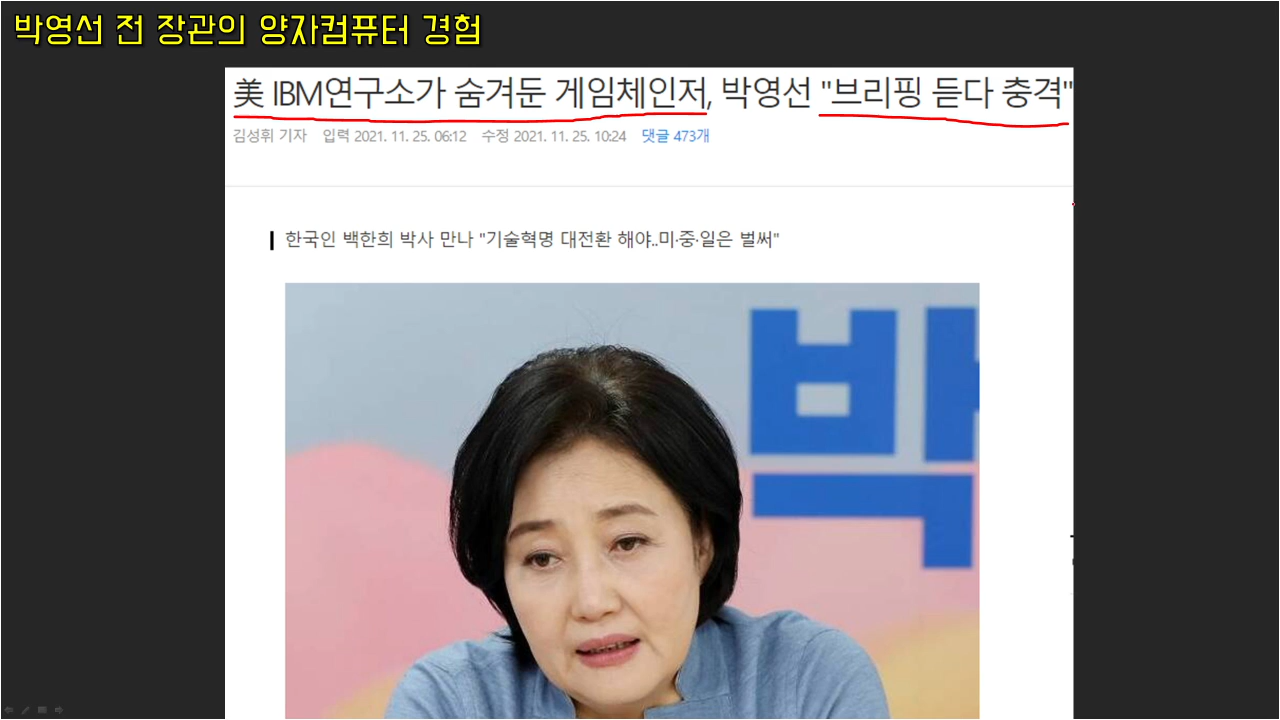 박영선 전 장관의 양자컴퓨터 경험
美 IBM연구소가 숨겨둔 게임체인저, 박영선 "브리핑 듣다 충격"
김성휘 기자 입력 2021. 11. 25. 06:12 수정 2021. 11. 25. 10:24 댓글 473개
한국인 백한희 박사 만나 "기술혁명 대전환 해야..미·중·일은 벌써"